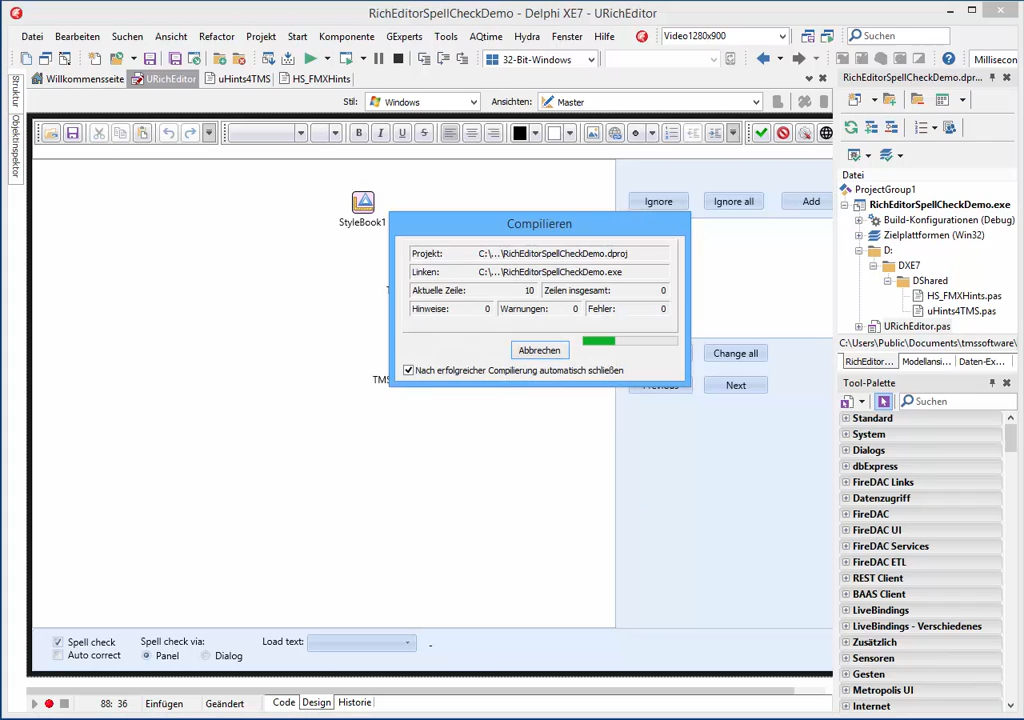 RichEditorSpellCheckDemo - Delphi XE7 - URichEditor
Datei Bearbeiten Suchen Ansicht Refactor Projekt Start Komponente GExperts Tools AQtime Hydra Fenster Hilfe Video1280x900 Suchen
32-Bit-Windows Millisecon
Willkommensseite URichEditor uHints4TMS HS_FMXHints
RichEditorSpellCheckDemo.dpr...
Stil: Windows Ansichten: Master
B I U S
Struktur
Objektinspektor
Datei
ProjectGroup1
RichEditorSpellCheckDemo.exe
Build-Konfigurationen (Debug)
Zielplattformen (Win32)
D:
DXE7
DShared
HS_FMXHints.pas
uHints4TMS.pas
URichEditor.pas
C:\Users\Public\Documents\tmssoftware\
RichEditor... Modellansi... Daten-Ex...
StyleBook1
Ignore Ignore all Add
Compilieren
Projekt: C:\...\RichEditorSpellCheckDemo.dproj
Linken: C:\...\RichEditorSpellCheckDemo.exe
Aktuelle Zeile: 10 Zeilen insgesamt: 0
Hinweise: 0 Warnungen: 0 Fehler: 0
Abbrechen
Nach erfolgreicher Compilierung automatisch schließen
Change all
Next
Tool-Palette
Suchen
Standard
System
Dialogs
dbExpress
FireDAC Links
Datenzugriff
FireDAC
FireDAC UI
FireDAC Services
FireDAC ETL
REST Client
BAAS Client
LiveBindings
LiveBindings - Verschiedenes
Zusätzlich
Sensoren
Gesten
Metropolis UI
Internet
Spell check Spell check via: Load text:
Auto correct Panel Dialog
88: 36 Einfügen Geändert Code Design Historie